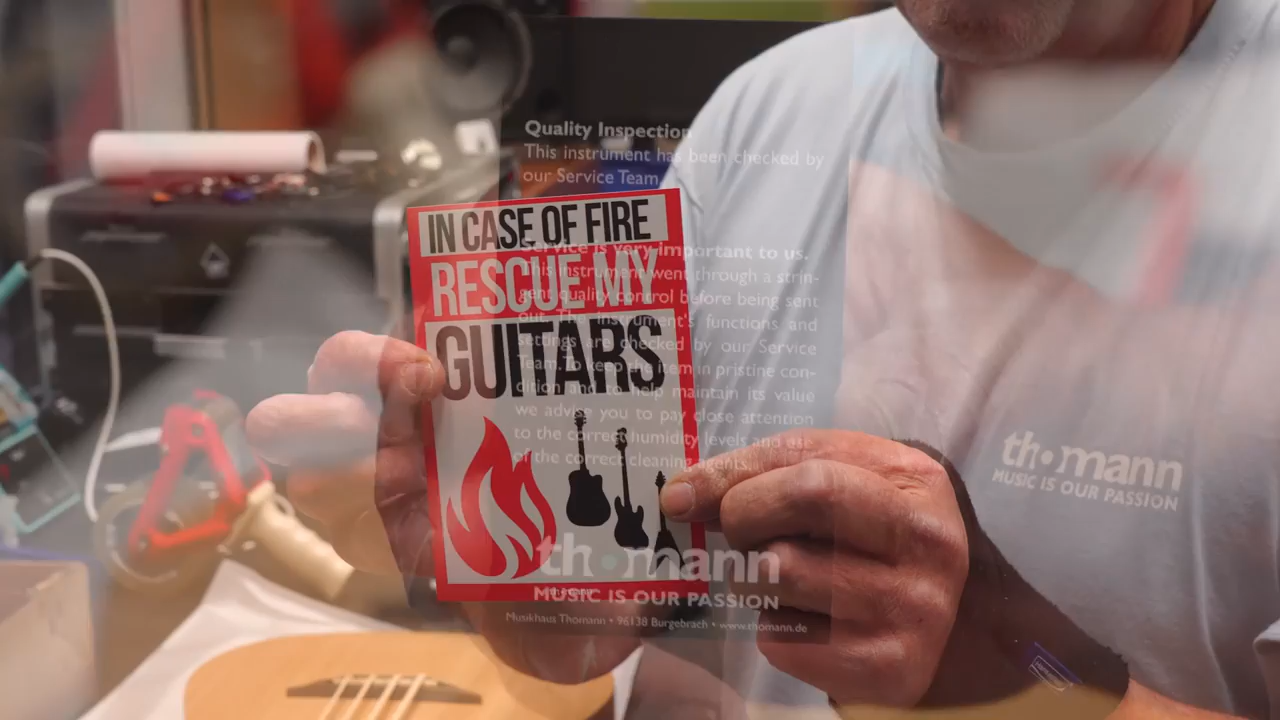 Quality Inspection
This instrument has been checked by
our Service Team
IN CASE OF FIRE
RESCUE MY
GUITARS
Service is very important to us.
This instrument went through a strin-
gent quality control before being sent
out. The instrument's functions and
settings are checked by our Service
Team. To keep the item in pristine con-
dition and to help maintain its value
we advise you to pay close attention
to the correct humidity levels and use
of the correct cleaning agents.
thomann
MUSIC IS OUR PASSION
Musikhaus Thomann • 96138 Burgebrach • www.thomann.de
thomann
MUSIC IS OUR PASSION